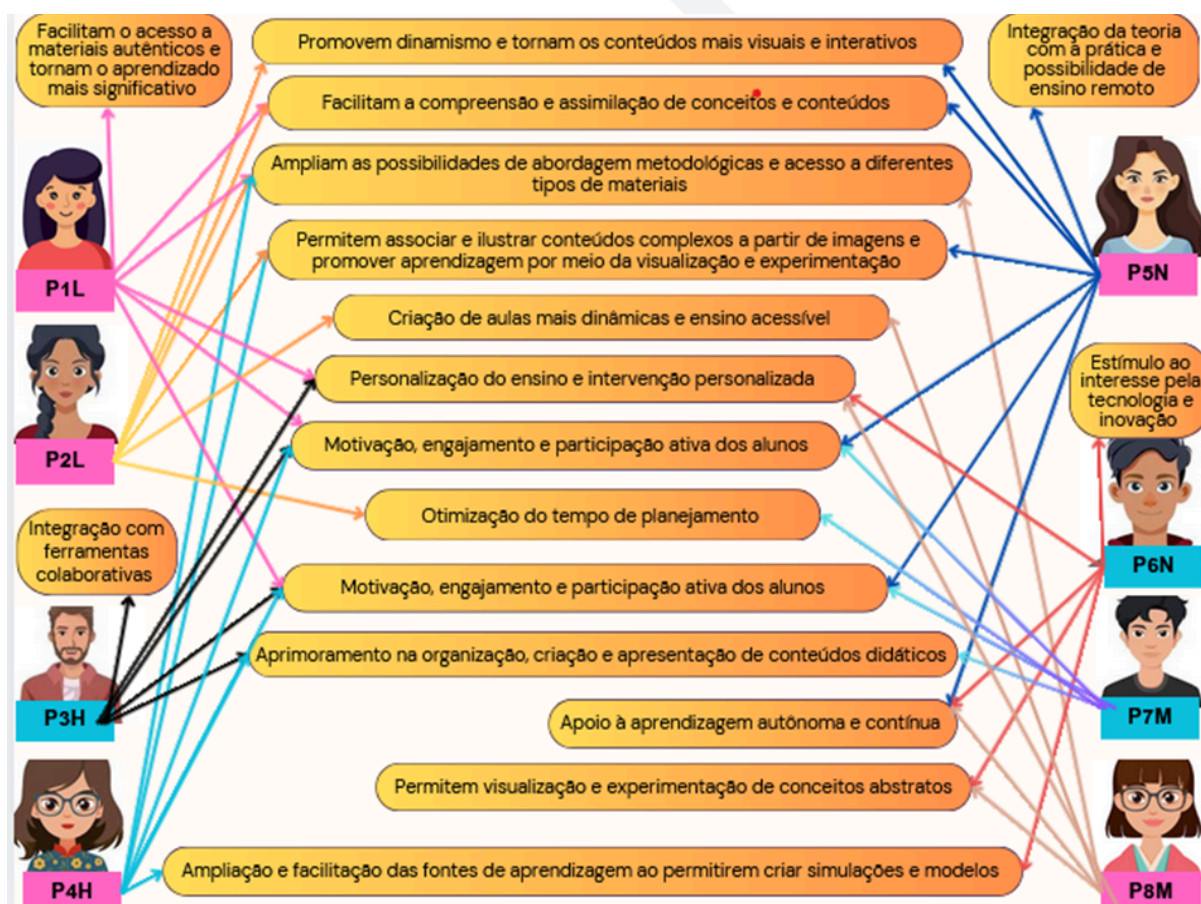 Facilitam o acesso a
materiais autênticos e
tornam o aprendizado
mais significativo
Promovem dinamismo e tornam os conteúdos mais visuais e interativos
Integração da teoria
com a prática e
possibilidade de
ensino remoto
Facilitam a compreensão e assimilação de conceitos e conteúdos
Ampliam as possibilidades de abordagem metodológicas e acesso a diferentes
tipos de materiais
Permitem associar e ilustrar conteúdos complexos a partir de imagens e
promover aprendizagem por meio da visualização e experimentação
P1L
P5N
Criação de aulas mais dinâmicas e ensino acessível
Personalização do ensino e intervenção personalizada
Estímulo ao
interesse pela
tecnologia e
inovação
Motivação, engajamento e participação ativa dos alunos
P2L
Otimização do tempo de planejamento
Integração com
ferramentas
colaborativas
P6N
Motivação, engajamento e participação ativa dos alunos
Aprimoramento na organização, criação e apresentação de conteúdos didáticos
P3H
P7M
Apoio à aprendizagem autônoma e contínua
Permitem visualização e experimentação de conceitos abstratos
Ampliação e facilitação das fontes de aprendizagem ao permitirem criar simulações e modelos
P4H
P8M